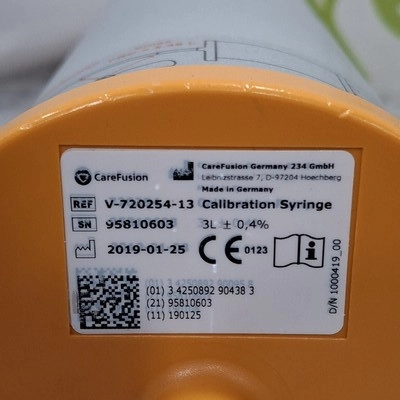 CareFusion
CareFusion Germany 234 GmbH
Leibnizstrasse 7, D-97204 Hoechberg
Made in Germany
REF V-720254-13 Calibration Syringe
SN 95810603 3L ± 0,4%
2019-01-25 CE 0123 i
(01) 3 4250892 90438 3
(21) 95810603
(11) 190125
D/N 1000419_00